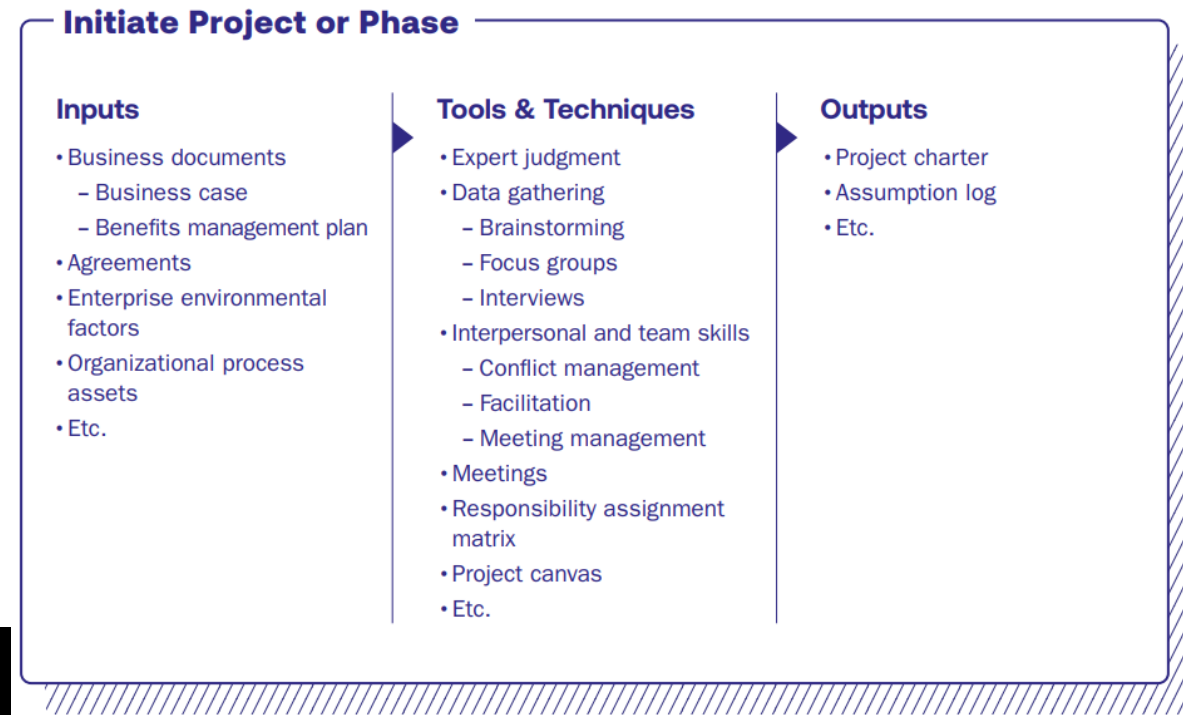 Initiate Project or Phase
Inputs
• Business documents
– Business case
– Benefits management plan
• Agreements
• Enterprise environmental
factors
• Organizational process
assets
• Etc.
Tools & Techniques
• Expert judgment
• Data gathering
– Brainstorming
– Focus groups
– Interviews
• Interpersonal and team skills
– Conflict management
– Facilitation
– Meeting management
• Meetings
• Responsibility assignment
matrix
• Project canvas
• Etc.
Outputs
• Project charter
• Assumption log
• Etc.